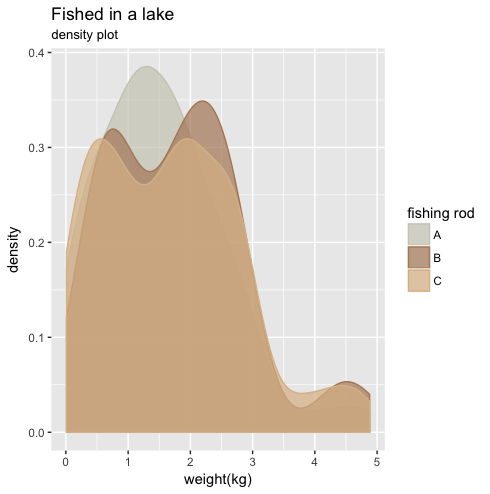 Fished in a lake
density plot
0.4
0.3
0.2
0.1
0.0
density
0
1
2
3
4
5
weight(kg)
fishing rod
A
B
C